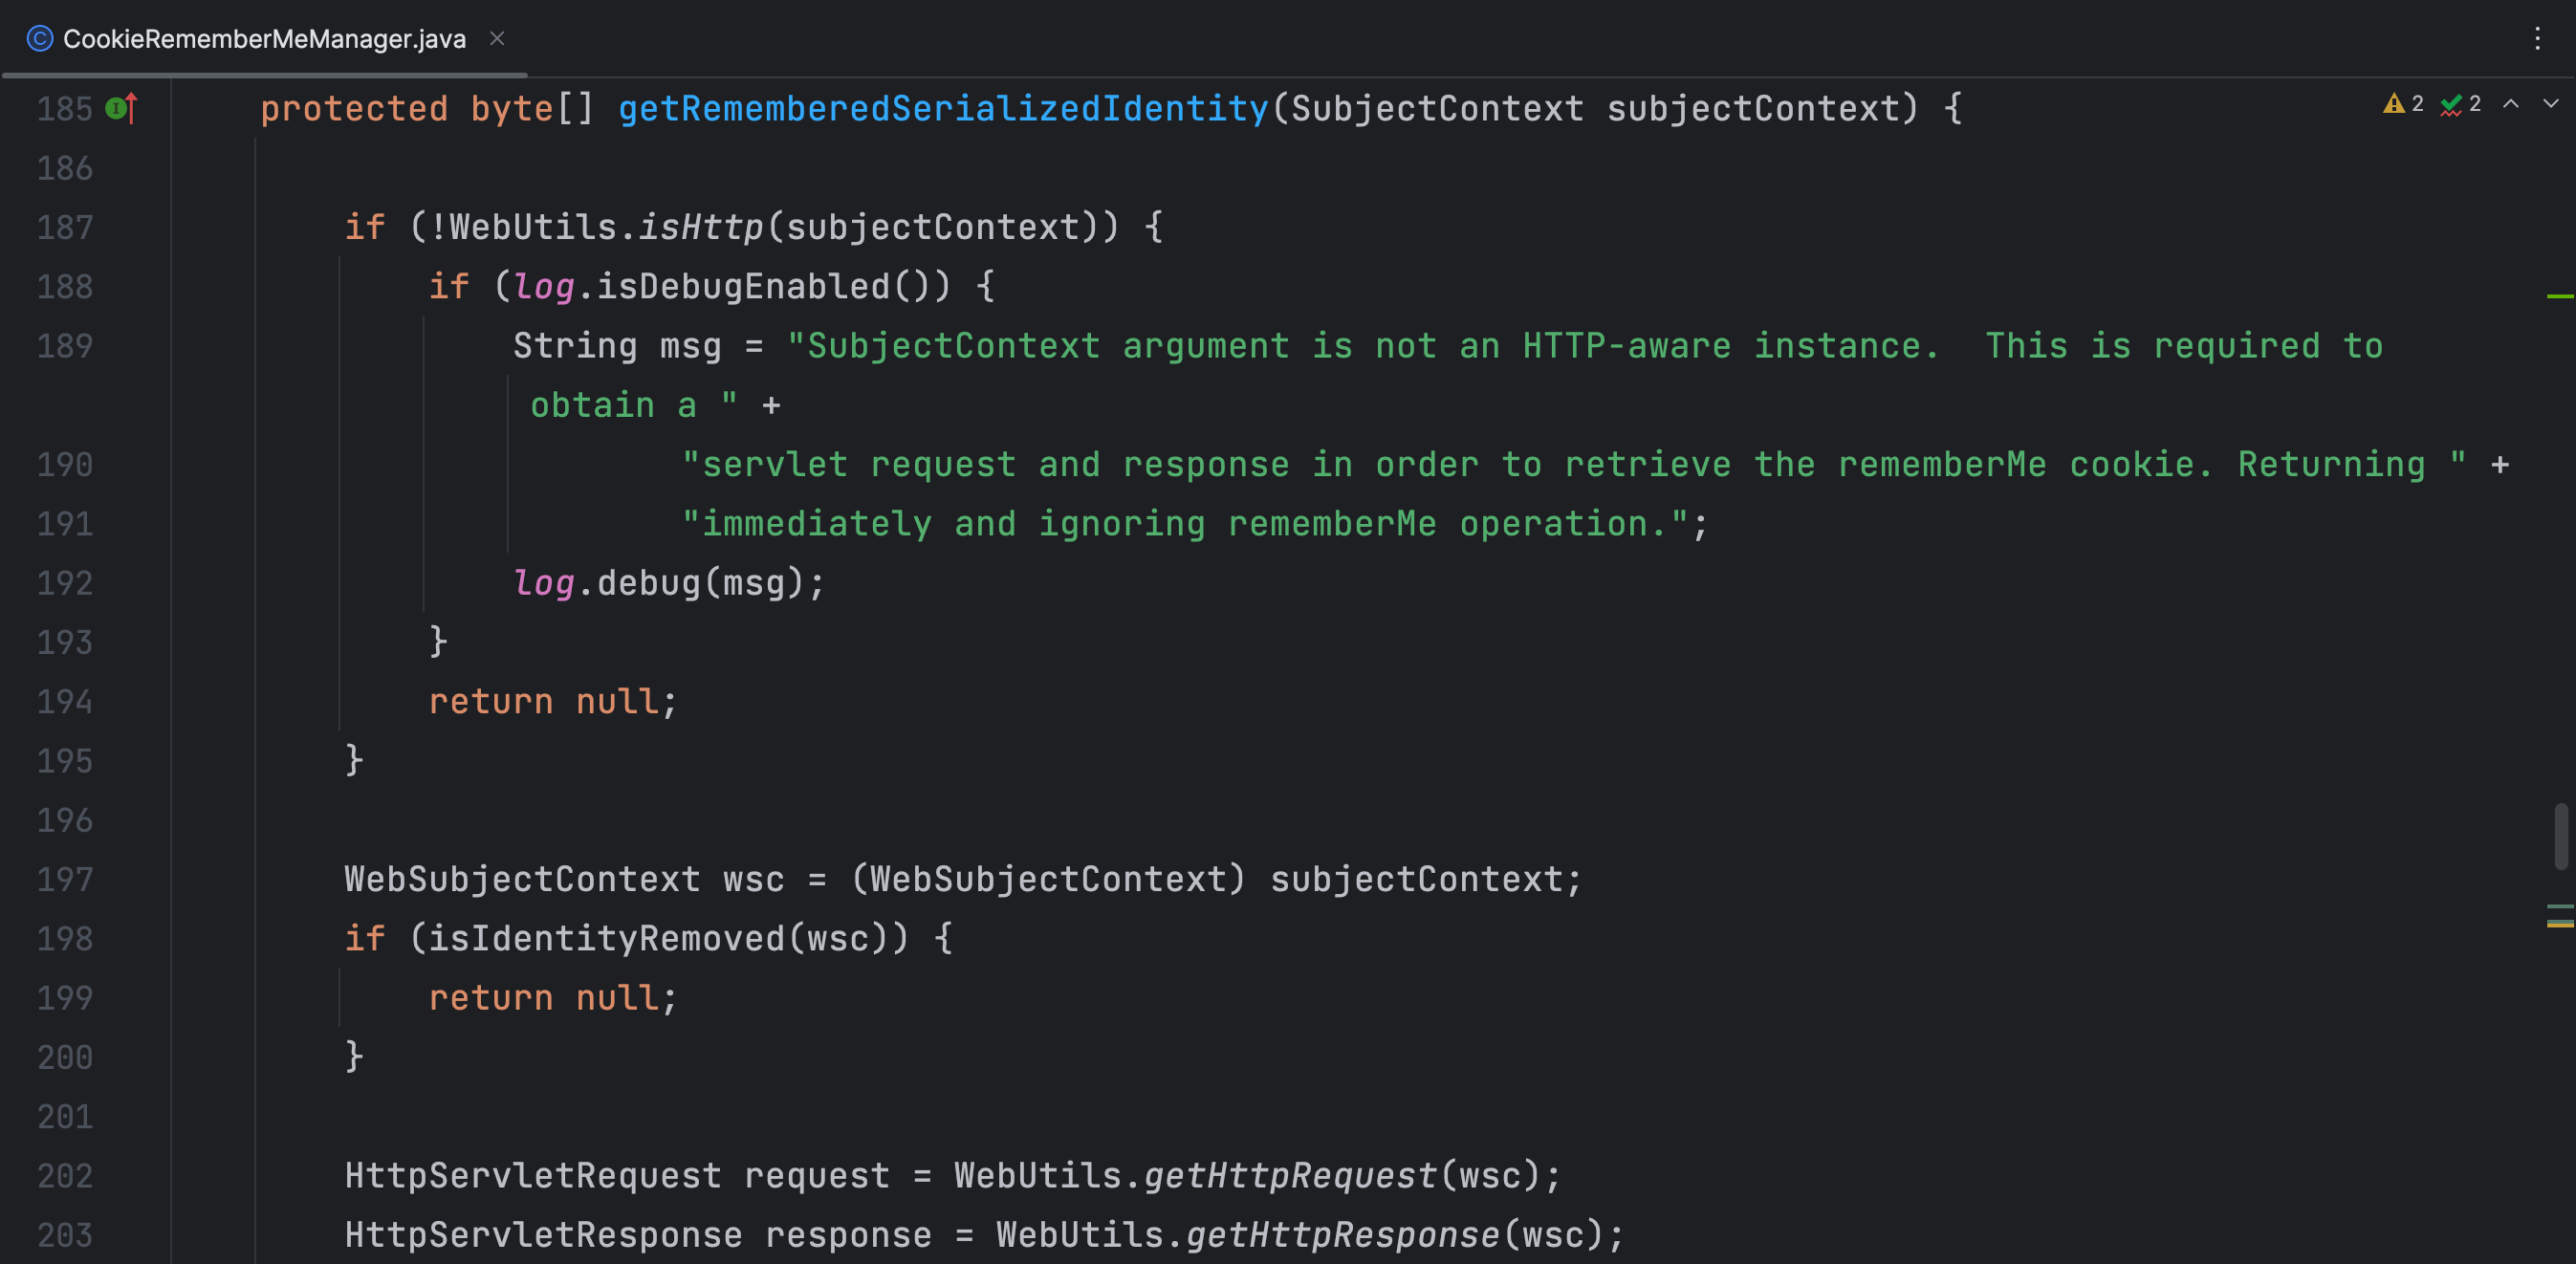 CookieRememberMeManager.java
185 protected byte[] getRememberedSerializedIdentity(SubjectContext subjectContext) { 2 2
186
187 if (!WebUtils.isHttp(subjectContext)) {
188 if (log.isDebugEnabled()) {
189 String msg = "SubjectContext argument is not an HTTP-aware instance.  This is required to
obtain a " +
190 "servlet request and response in order to retrieve the rememberMe cookie. Returning " +
191 "immediately and ignoring rememberMe operation.";
192 log.debug(msg);
193 }
194 return null;
195 }
196
197 WebSubjectContext wsc = (WebSubjectContext) subjectContext;
198 if (isIdentityRemoved(wsc)) {
199 return null;
200 }
201
202 HttpServletRequest request = WebUtils.getHttpRequest(wsc);
203 HttpServletResponse response = WebUtils.getHttpResponse(wsc);